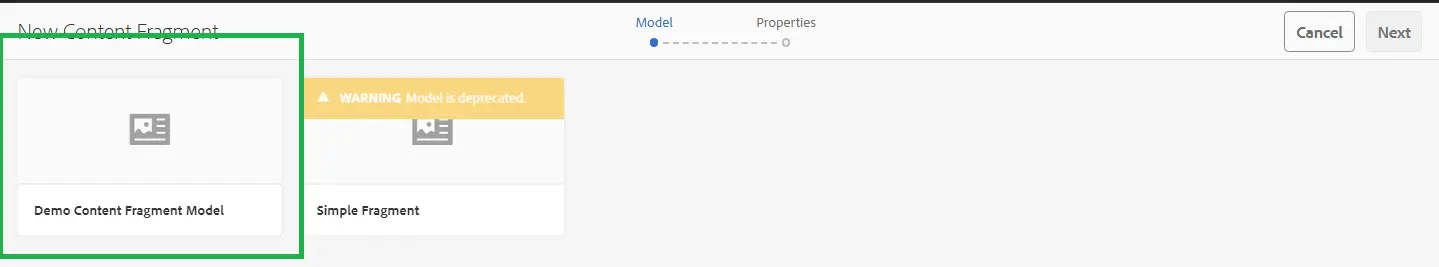 New Content Fragment
Model
Properties
Cancel
Next
WARNING Model is deprecated.
Demo Content Fragment Model
Simple Fragment